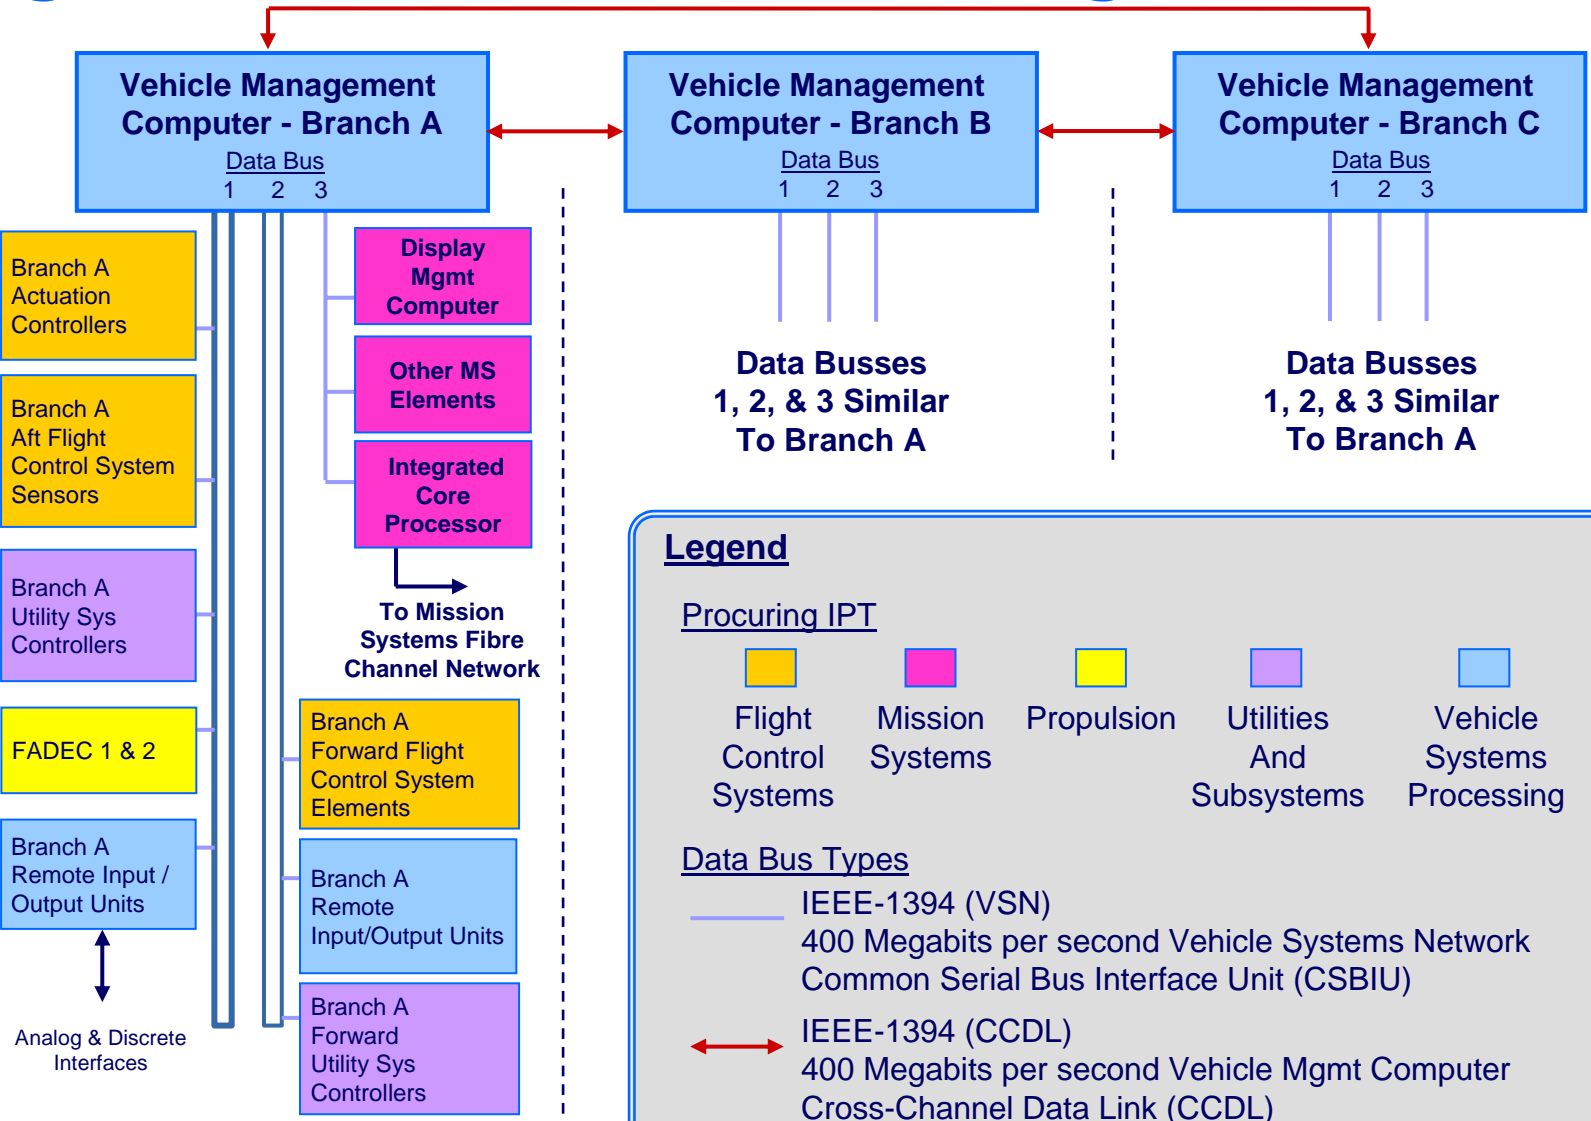 Vehicle Management
Computer - Branch A
Data Bus
1 2 3
Vehicle Management
Computer - Branch B
Data Bus
1 2 3
Vehicle Management
Computer - Branch C
Data Bus
1 2 3
Branch A
Actuation
Controllers
Branch A
Aft Flight
Control System
Sensors
Branch A
Utility Sys
Controllers
FADEC 1 & 2
Branch A
Remote Input /
Output Units
Analog & Discrete
Interfaces
Display
Mgmt
Computer
Other MS
Elements
Integrated
Core
Processor
To Mission
Systems Fibre
Channel Network
Branch A
Forward Flight
Control System
Elements
Branch A
Remote
Input/Output Units
Branch A
Forward
Utility Sys
Controllers
Data Busses
1, 2, & 3 Similar
To Branch A
Data Busses
1, 2, & 3 Similar
To Branch A
Legend
Procuring IPT
Flight
Control
Systems
Mission
Systems
Propulsion
Utilities
And
Subsystems
Vehicle
Systems
Processing
Data Bus Types
IEEE-1394 (VSN)
400 Megabits per second Vehicle Systems Network
Common Serial Bus Interface Unit (CSBIU)
IEEE-1394 (CCDL)
400 Megabits per second Vehicle Mgmt Computer
Cross-Channel Data Link (CCDL)